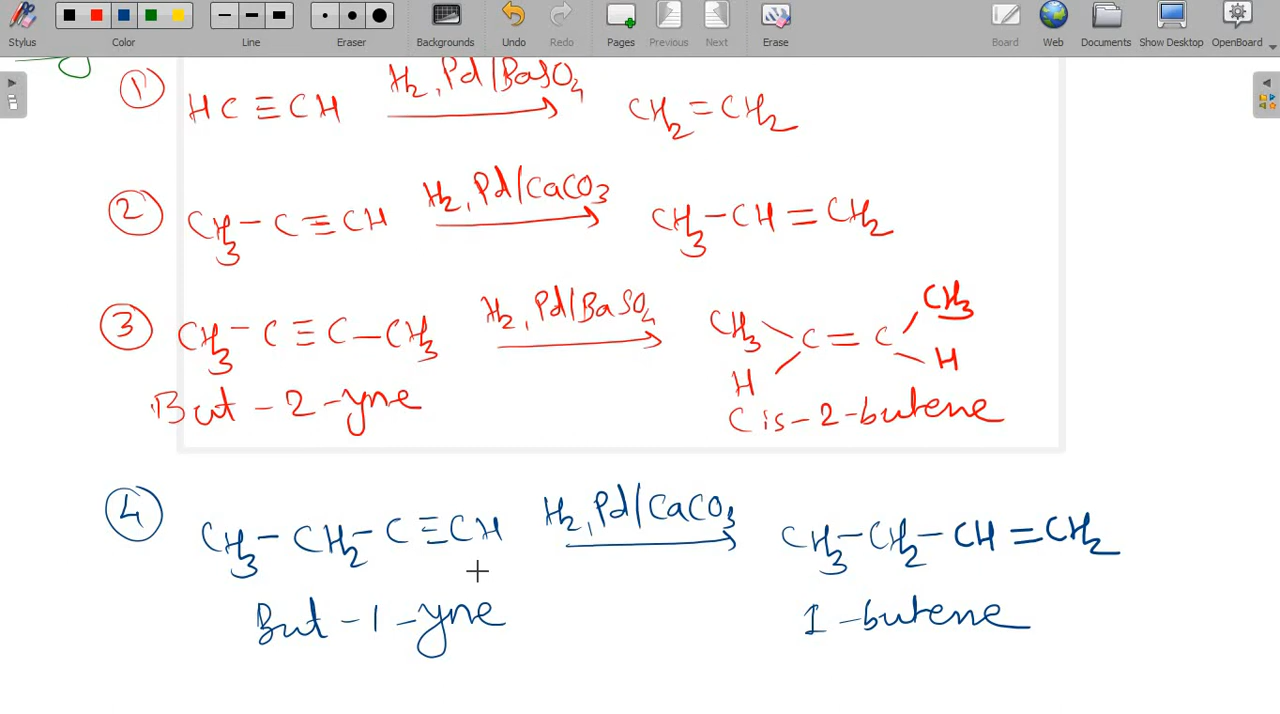 Stylus Color Line Eraser Backgrounds Undo Redo Pages Previous Next Erase Board Web Documents Show Desktop OpenBoard
① HC≡CH H₂, Pd/BaSO₄ CH₂=CH₂
② CH₃–C≡CH H₂, Pd/CaCO₃ CH₃–CH=CH₂
③ CH₃–C≡C–CH₃ H₂, Pd/BaSO₄ CH₃ C=C CH₃
H H
But-2-yne Cis-2-butene
④ CH₃–CH₂–C≡CH H₂, Pd/CaCO₃ CH₃–CH₂–CH=CH₂
But-1-yne 1-butene